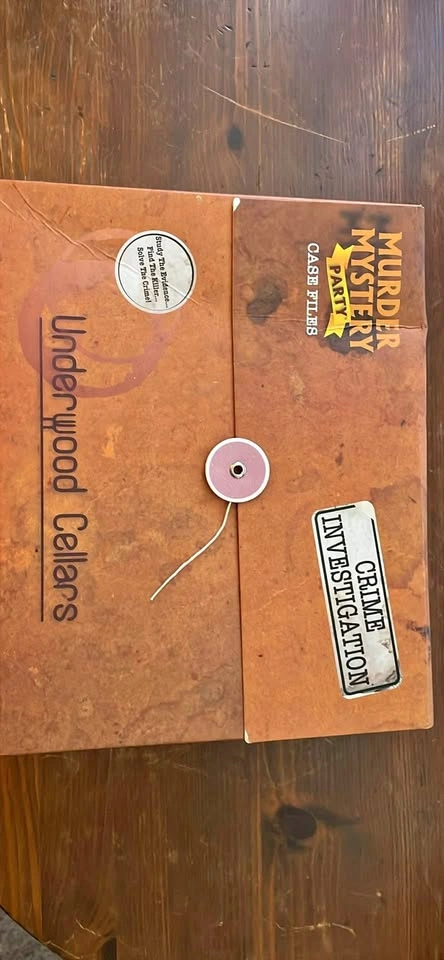 MURDER
MYSTERY
PARTY
CASE FILES
CRIME
INVESTIGATION
Study The Evidence...
Find The Killer...
Solve The Crime!
Underwood Cellars